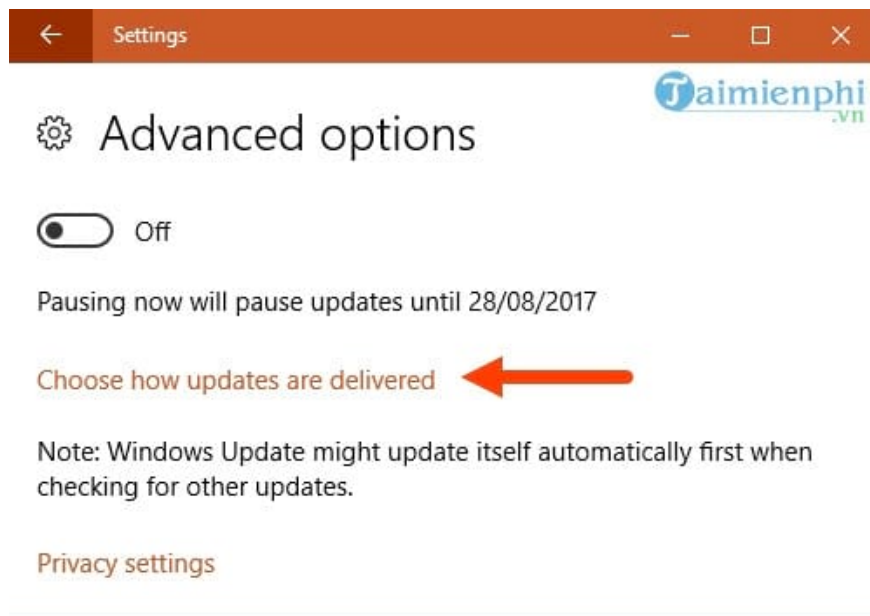 Settings
Taimienphi
.vn
Advanced options
Off
Pausing now will pause updates until 28/08/2017
Choose how updates are delivered
Note: Windows Update might update itself automatically first when
checking for other updates.
Privacy settings